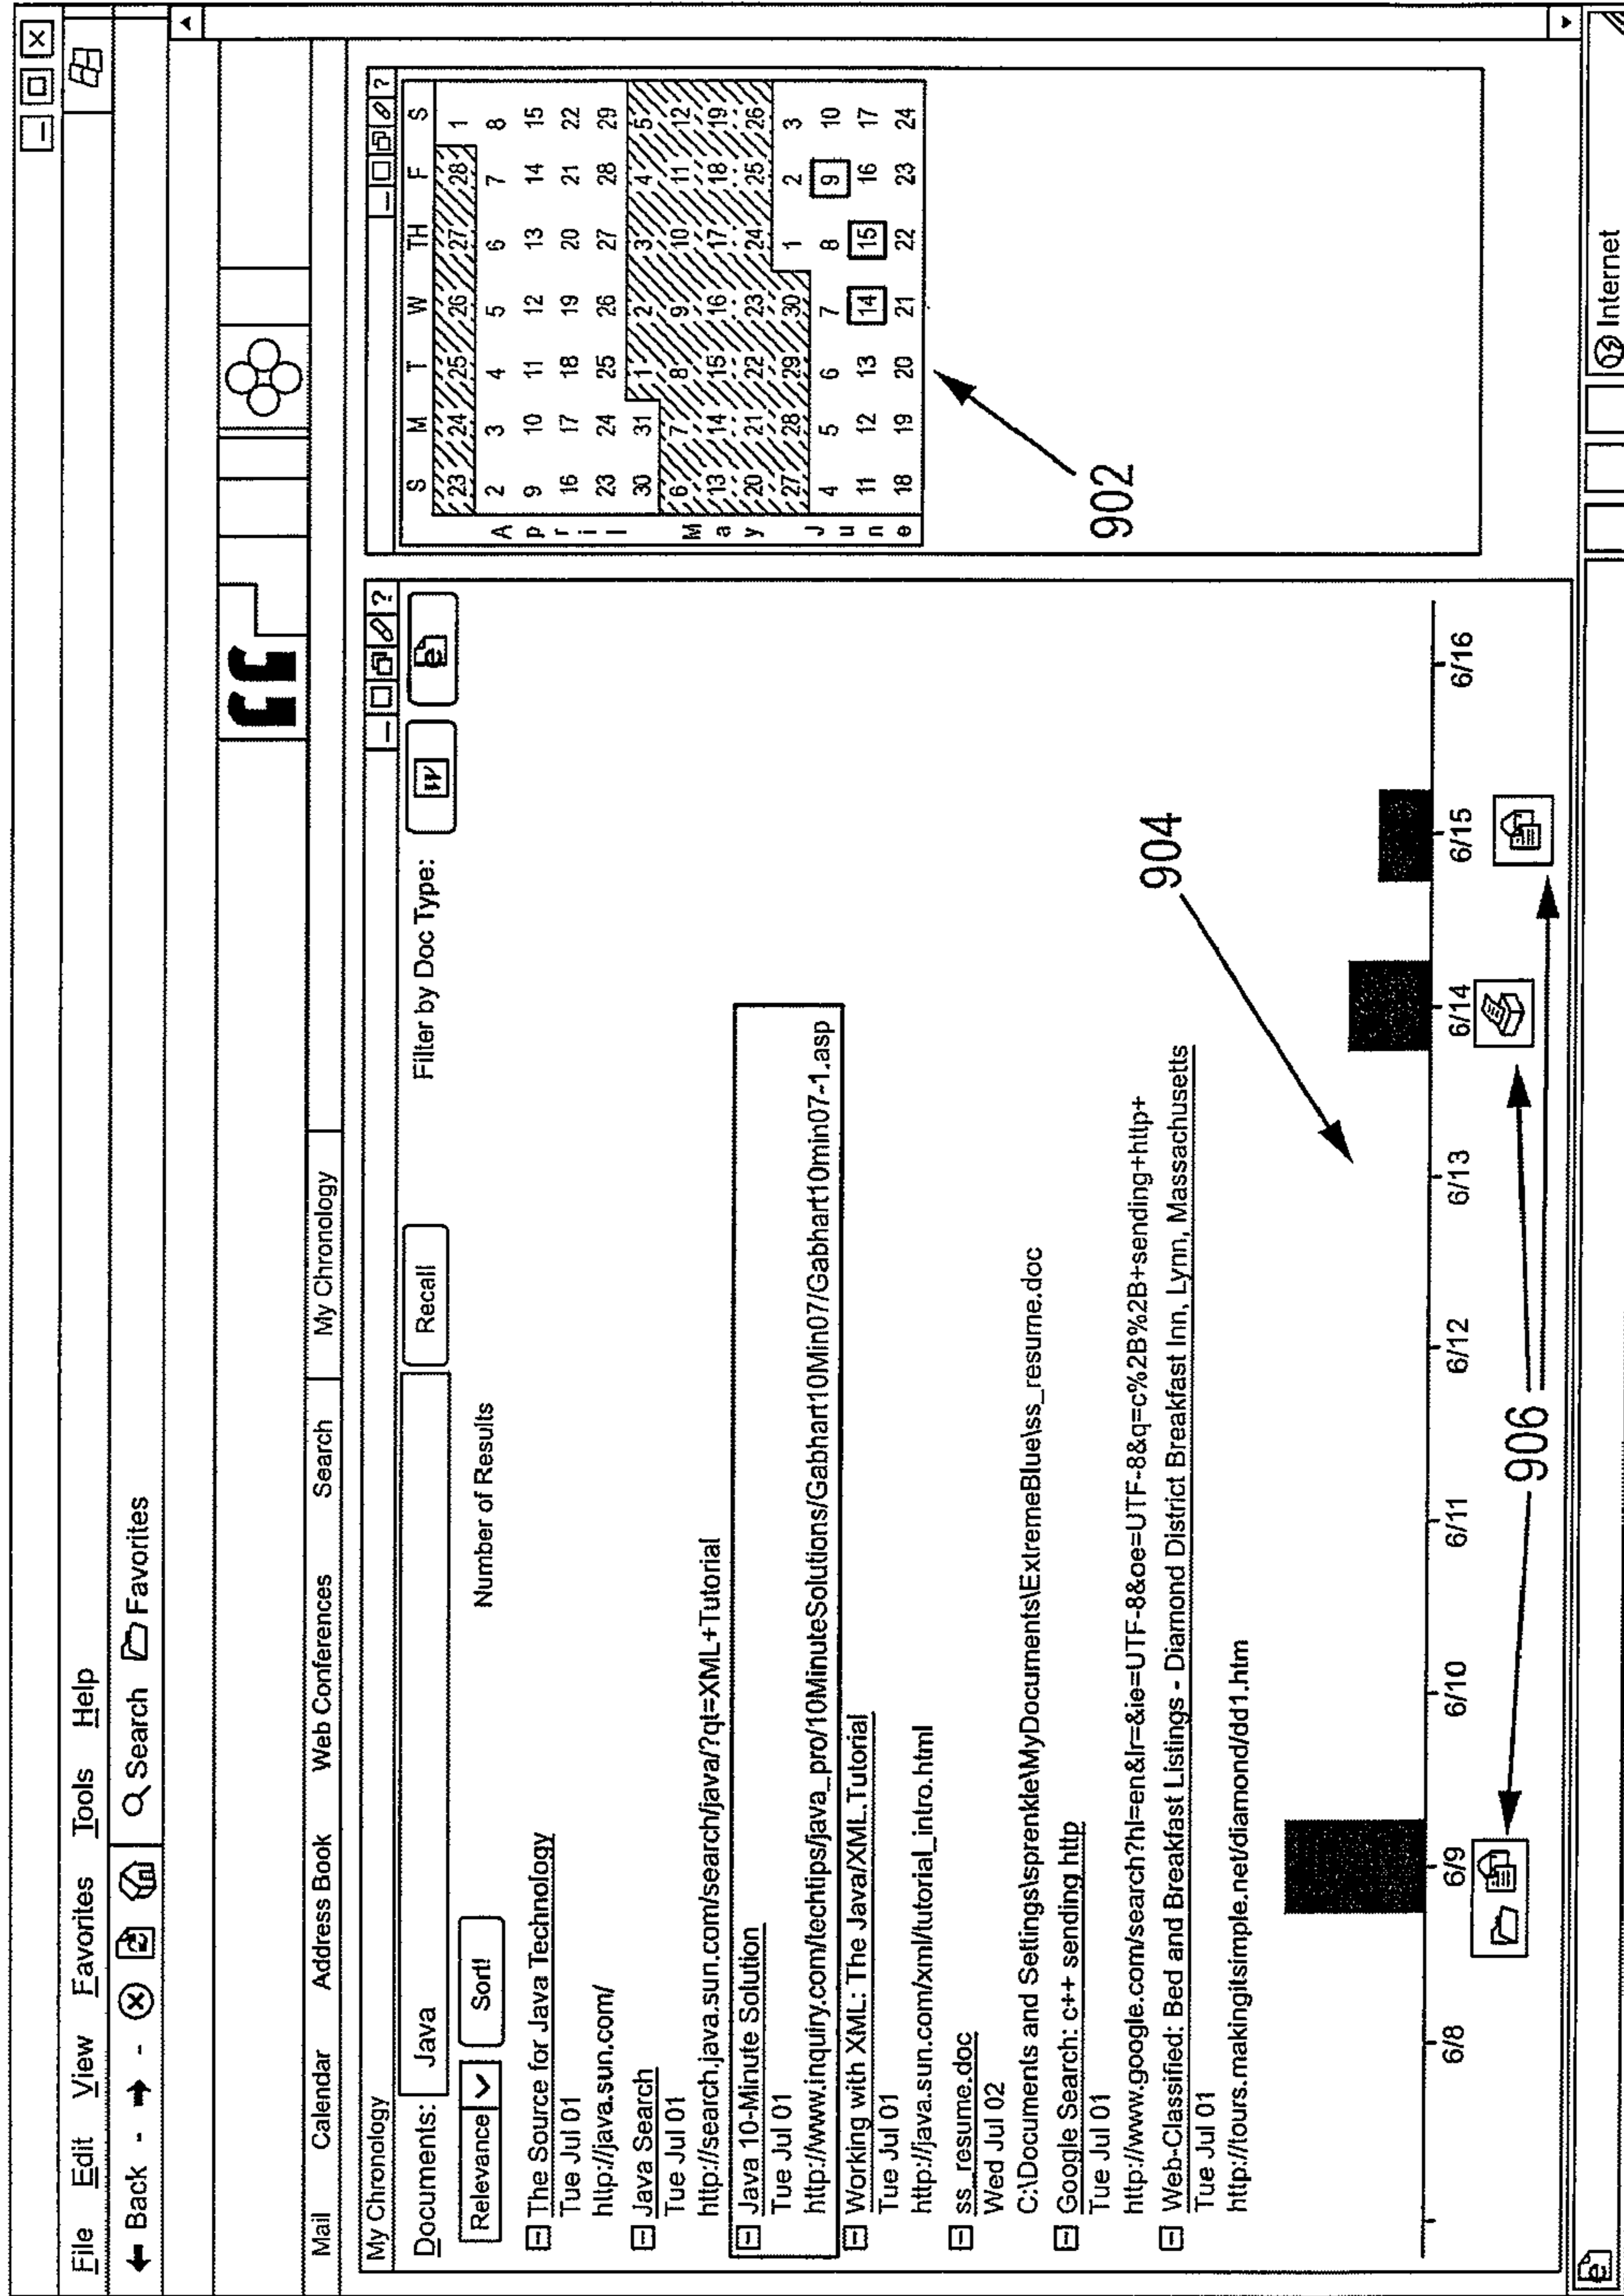 File Edit View Favorites Tools Help
Back Search Favorites
Mail Calendar Address Book Web Conferences Search My Chronology
My Chronology
Documents: Java Recall Filter by Doc Type: W e
Relevance Sort! Number of Results
The Source for Java Technology
Tue Jul 01
http://java.sun.com/
Java Search
Tue Jul 01
http://search.java.sun.com/search/java/?qt=XML+Tutorial
Java 10-Minute Solution
Tue Jul 01
http://www.inquiry.com/techtips/java_pro/10MinuteSolutions/Gabhart10Min07/Gabhart10min07-1.asp
Working with XML: The Java/XML.Tutorial
Tue Jul 01
http://java.sun.com/xml/tutorial_intro.html
ss_resume.doc
Wed Jul 02
C:\Documents and Settings\sprenkle\MyDocuments\ExtremeBlue\ss_resume.doc
Google Search: c++ sending http
Tue Jul 01
http://www.google.com/search?hl=en&lr=&ie=UTF-8&oe=UTF-8&q=c%2B%2B+sending+http+
Web-Classified: Bed and Breakfast Listings - Diamond District Breakfast Inn, Lynn, Massachusetts
Tue Jul 01
http://tours.makingitsimple.net/diamond/dd1.htm
904
6/8 6/9 6/10 6/11 6/12 6/13 6/14 6/15 6/16
906
?
?
S M T W TH F S
23 24 25 26 27 28 1
April
2 3 4 5 6 7 8
9 10 11 12 13 14 15
16 17 18 19 20 21 22
23 24 25 26 27 28 29
30 31 1 2 3 4 5
May
6 7 8 9 10 11 12
13 14 15 16 17 18 19
20 21 22 23 24 25 26
27 28 29 30 1 2 3
June
4 5 6 7 8 9 10
11 12 13 14 15 16 17
18 19 20 21 22 23 24
902
e Internet